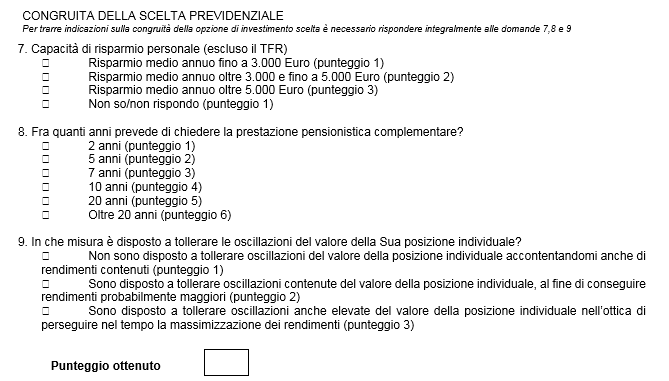 CONGRUITA DELLA SCELTA PREVIDENZIALE
Per trarre indicazioni sulla congruità della opzione di investimento scelta è necessario rispondere integralmente alle domande 7,8 e 9
7. Capacità di risparmio personale (escluso il TFR)
□ Risparmio medio annuo fino a 3.000 Euro (punteggio 1)
□ Risparmio medio annuo oltre 3.000 e fino a 5.000 Euro (punteggio 2)
□ Risparmio medio annuo oltre 5.000 Euro (punteggio 3)
□ Non so/non rispondo (punteggio 1)
8. Fra quanti anni prevede di chiedere la prestazione pensionistica complementare?
□ 2 anni (punteggio 1)
□ 5 anni (punteggio 2)
□ 7 anni (punteggio 3)
□ 10 anni (punteggio 4)
□ 20 anni (punteggio 5)
□ Oltre 20 anni (punteggio 6)
9. In che misura è disposto a tollerare le oscillazioni del valore della Sua posizione individuale?
□ Non sono disposto a tollerare oscillazioni del valore della posizione individuale accontentandomi anche di
rendimenti contenuti (punteggio 1)
□ Sono disposto a tollerare oscillazioni contenute del valore della posizione individuale, al fine di conseguire
rendimenti probabilmente maggiori (punteggio 2)
□ Sono disposto a tollerare oscillazioni anche elevate del valore della posizione individuale nell'ottica di
perseguire nel tempo la massimizzazione dei rendimenti (punteggio 3)
Punteggio ottenuto